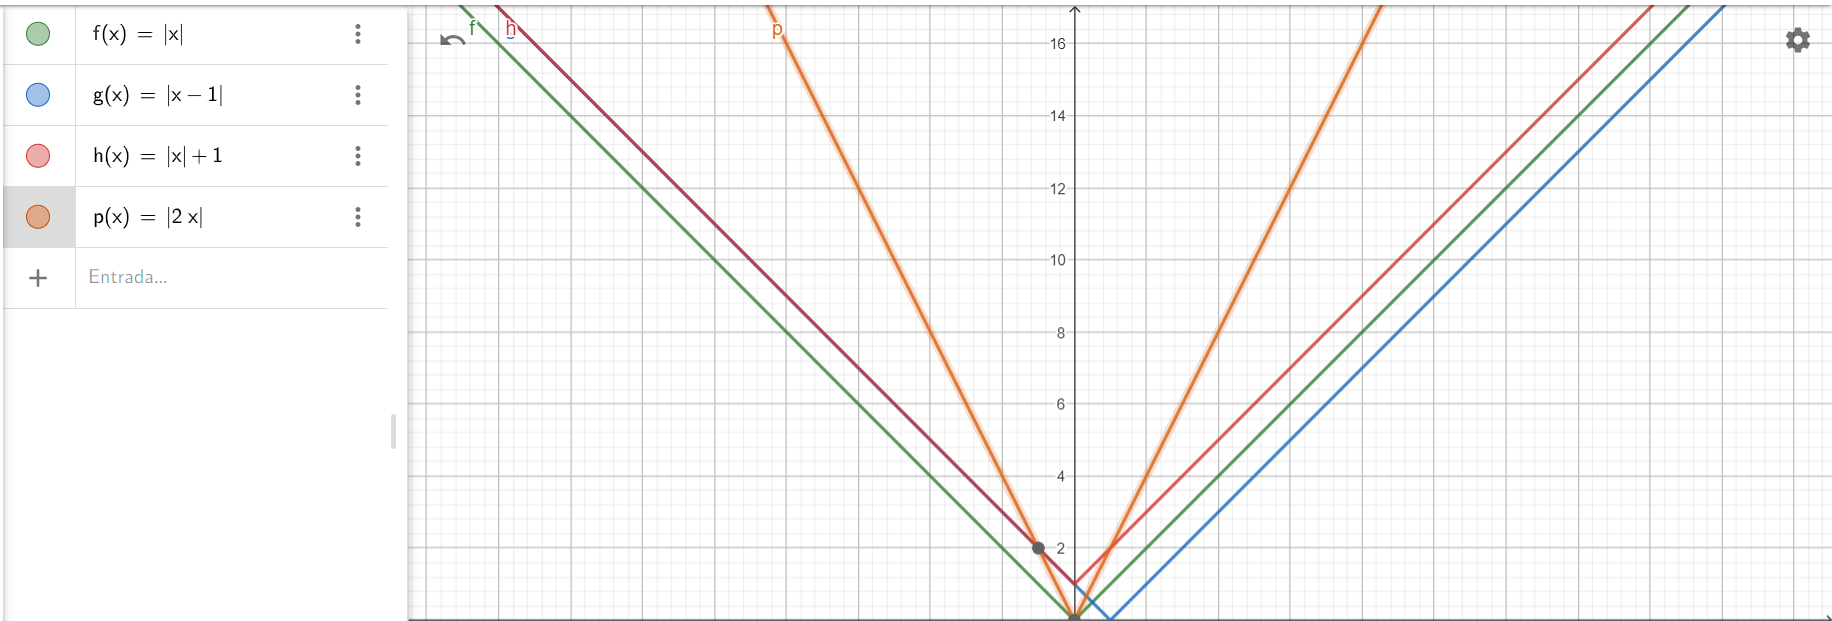 f(x) = |x|
g(x) = |x − 1|
h(x) = |x| + 1
p(x) = |2 x|
Entrada...
f h p
16
14
12
10
8
6
4
2